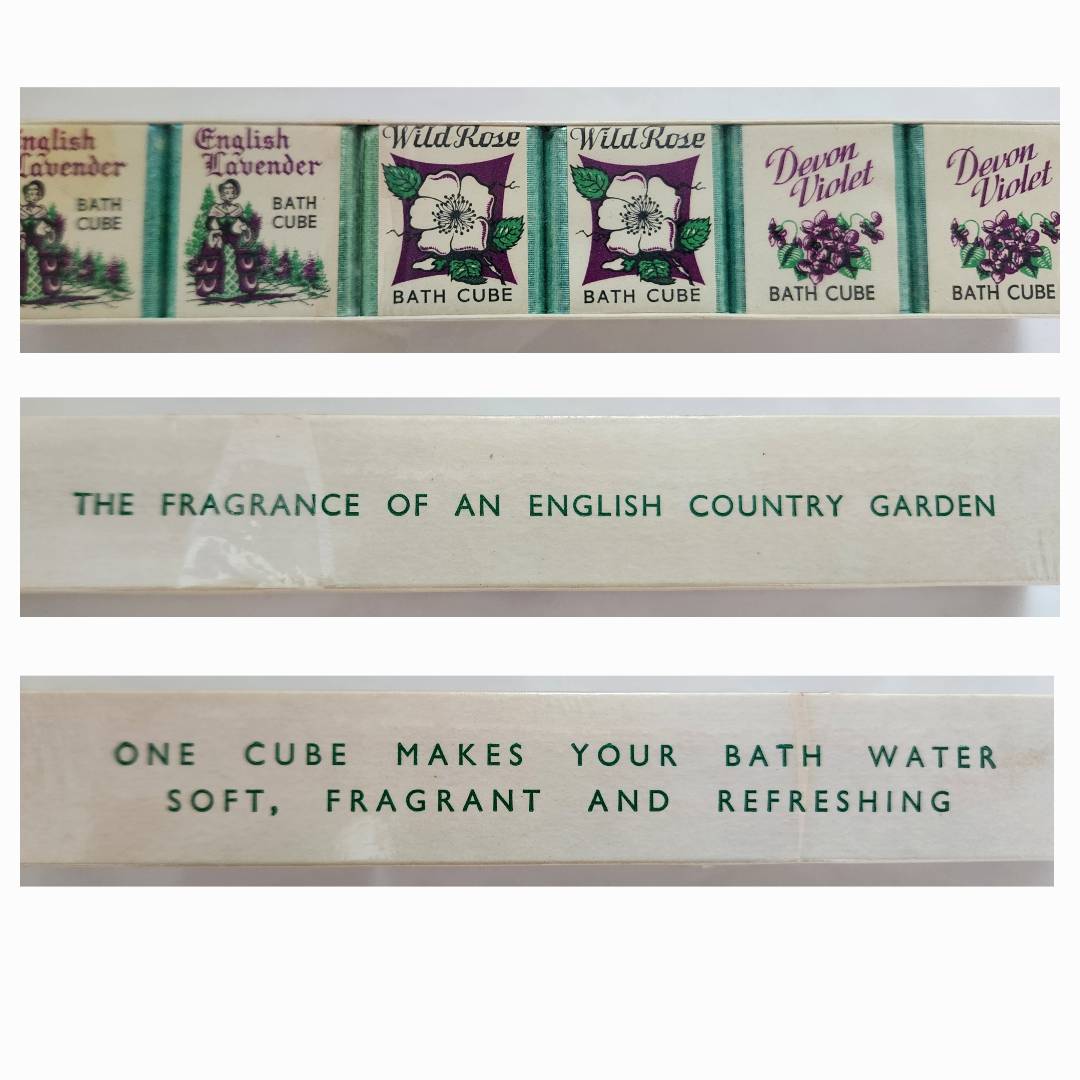 English
Lavender
BATH
CUBE
English
Lavender
BATH
CUBE
Wild Rose
BATH CUBE
Wild Rose
BATH CUBE
Devon
Violet
BATH CUBE
Devon
Violet
BATH CUBE
THE FRAGRANCE OF AN ENGLISH COUNTRY GARDEN
ONE CUBE MAKES YOUR BATH WATER
SOFT, FRAGRANT AND REFRESHING